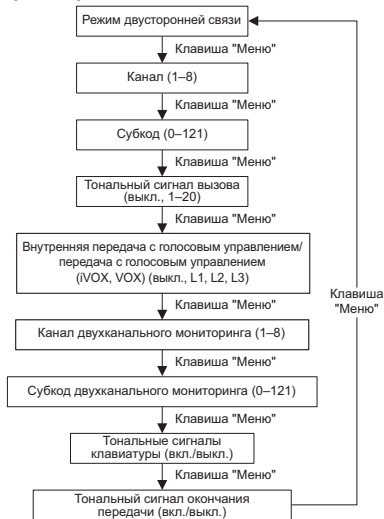 Режим двусторонней связи
Клавиша "Меню"
Канал (1–8)
Клавиша "Меню"
Субкод (0–121)
Клавиша "Меню"
Тональный сигнал вызова
(выкл., 1–20)
Клавиша "Меню"
Внутренняя передача с голосовым управлением/
передача с голосовым управлением
(iVOX, VOX) (выкл., L1, L2, L3)
Клавиша
"Меню"
Клавиша "Меню"
Канал двухканального мониторинга (1–8)
Клавиша "Меню"
Субкод двухканального мониторинга (0–121)
Клавиша "Меню"
Тональные сигналы
клавиатуры (вкл./выкл.)
Клавиша "Меню"
Тональный сигнал окончания
передачи (вкл./выкл.)